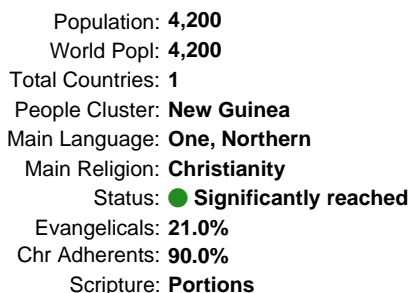 Population: 4,200
World Popl: 4,200
Total Countries: 1
People Cluster: New Guinea
Main Language: One, Northern
Main Religion: Christianity
Status: Significantly reached
Evangelicals: 21.0%
Chr Adherents: 90.0%
Scripture: Portions